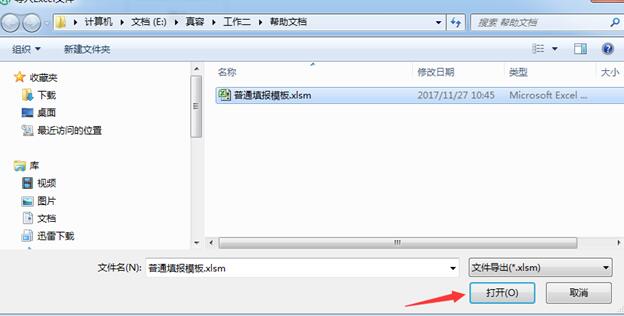 导入Excel文件
计算机 ▸ 文档 (E:) ▸ 真容 ▸ 工作二 ▸ 帮助文档
搜索 帮助文档
组织 新建文件夹
名称 修改日期 类型 大小
收藏夹
下载
桌面
最近访问的位置
库
视频
图片
文档
迅雷下载
普通填报模板.xlsm 2017/11/27 10:45 Microsoft Excel ...
文件名(N): 普通填报模板.xlsm 文件导出(*.xlsm)
打开(O) 取消